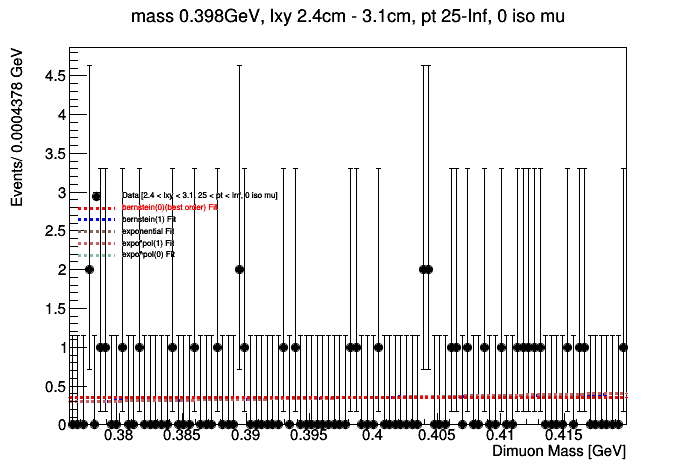 mass 0.398GeV, lxy 2.4cm - 3.1cm, pt 25-Inf, 0 iso mu
Events/ 0.0004378 GeV
4.5
4
3.5
3
2.5
2
1.5
1
0.5
0
Data [2.4 < lxy < 3.1, 25 < pt < Inf, 0 iso mu]
bernstein(0)(best order) Fit
bernstein(1) Fit
exponential Fit
expo*pol(1) Fit
expo*pol(0) Fit
0.38 0.385 0.39 0.395 0.4 0.405 0.41 0.415
Dimuon Mass [GeV]